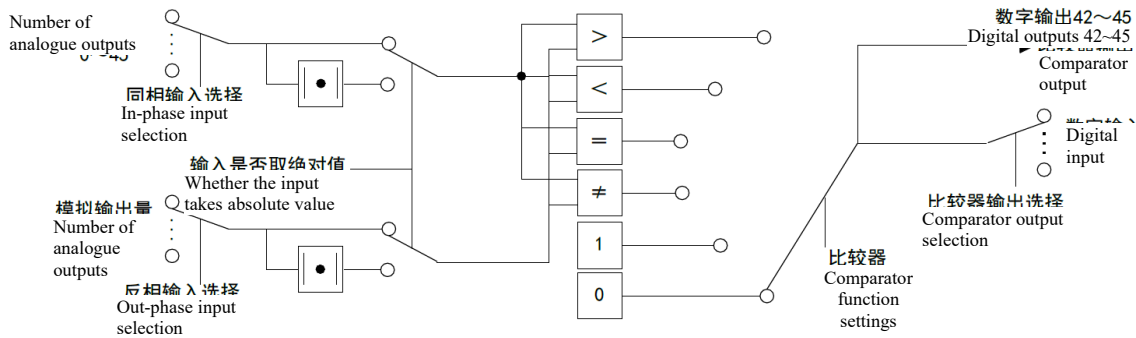 Number of
analogue outputs
同相输入选择
In-phase input
selection
输入是否取绝对值
Whether the input
takes absolute value
模拟输出量
Number of
analogue
outputs
反相输入选择
Out-phase input
selection
>
<
=
≠
1
0
数字输出42～45
Digital outputs 42~45
Comparator
output
Digital
input
比较器输出选择
Comparator output
selection
比较器
Comparator
function
settings